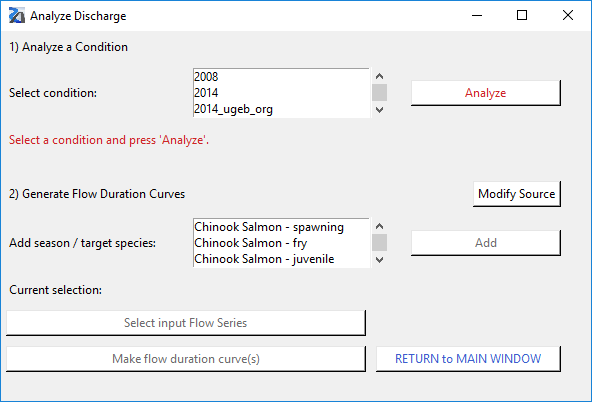 Analyze Discharge
1) Analyze a Condition
Select condition:
2008
2014
2014_ugeb_org
Analyze
Select a condition and press 'Analyze'.
2) Generate Flow Duration Curves
Modify Source
Add season / target species:
Chinook Salmon - spawning
Chinook Salmon - fry
Chinook Salmon - juvenile
Add
Current selection:
Select input Flow Series
Make flow duration curve(s)
RETURN to MAIN WINDOW